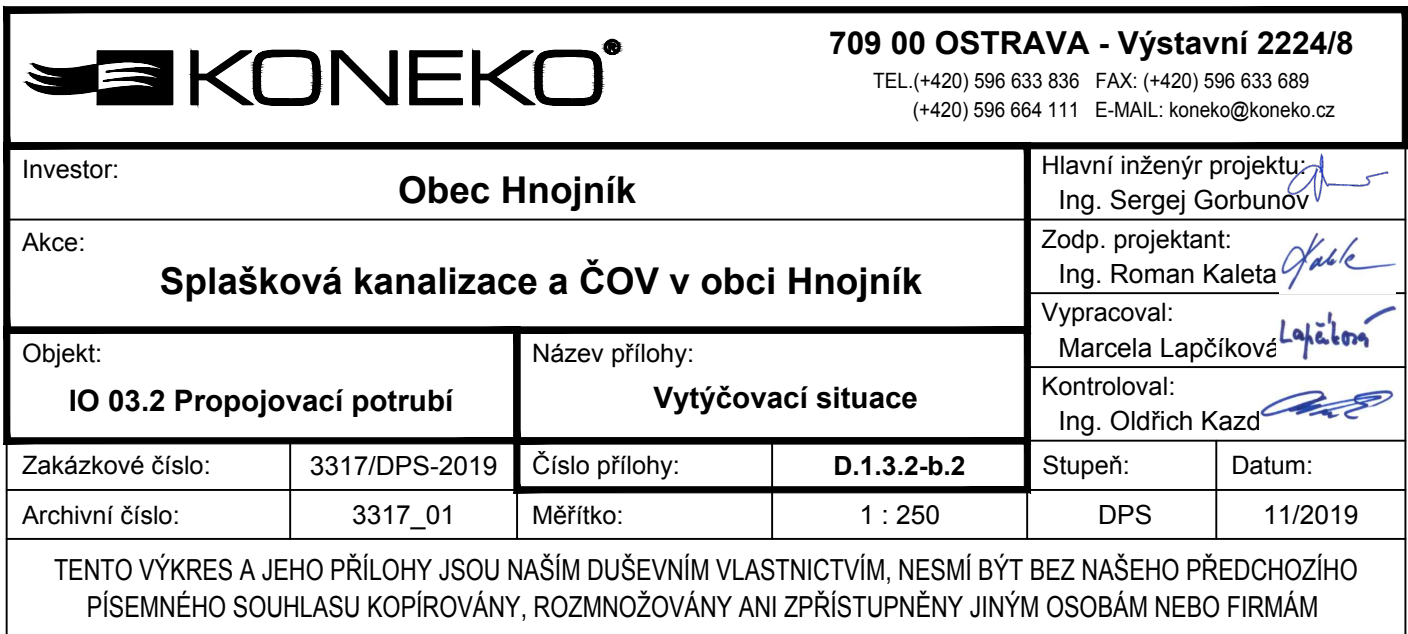 KONEKO®
709 00 OSTRAVA - Výstavní 2224/8
TEL.(+420) 596 633 836 FAX: (+420) 596 633 689
(+420) 596 664 111 E-MAIL: koneko@koneko.cz
Investor:
Obec Hnojník
Akce:
Splašková kanalizace a ČOV v obci Hnojník
Objekt:
IO 03.2 Propojovací potrubí
Název přílohy:
Vytýčovací situace
Hlavní inženýr projektu:
Ing. Sergej Gorbunov
Zodp. projektant:
Ing. Roman Kaleta
Vypracoval:
Marcela Lapčíková Lapčíková
Kontroloval:
Ing. Oldřich Kazd
Zakázkové číslo: 3317/DPS-2019 Číslo přílohy: D.1.3.2-b.2 Stupeň: Datum:
Archivní číslo: 3317_01 Měřítko: 1 : 250 DPS 11/2019
TENTO VÝKRES A JEHO PŘÍLOHY JSOU NAŠÍM DUŠEVNÍM VLASTNICTVÍM, NESMÍ BÝT BEZ NAŠEHO PŘEDCHOZÍHO
PÍSEMNÉHO SOUHLASU KOPÍROVÁNY, ROZMNOŽOVÁNY ANI ZPŘÍSTUPNĚNY JINÝM OSOBÁM NEBO FIRMÁM